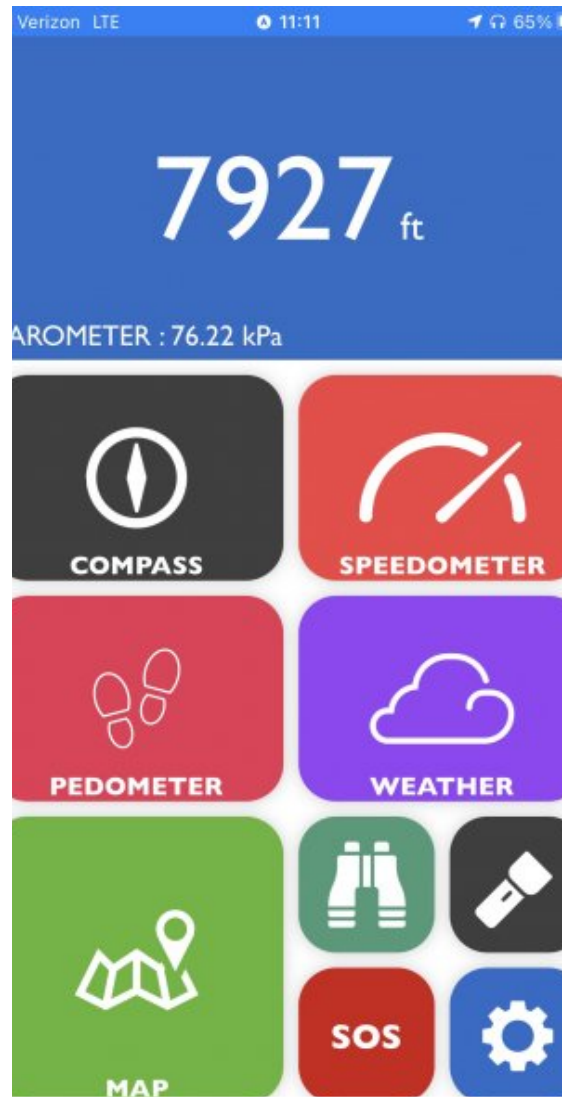 Verizon LTE 11:11 65%
7927 ft
AROMETER : 76.22 kPa
COMPASS SPEEDOMETER
PEDOMETER WEATHER
SOS
MAP